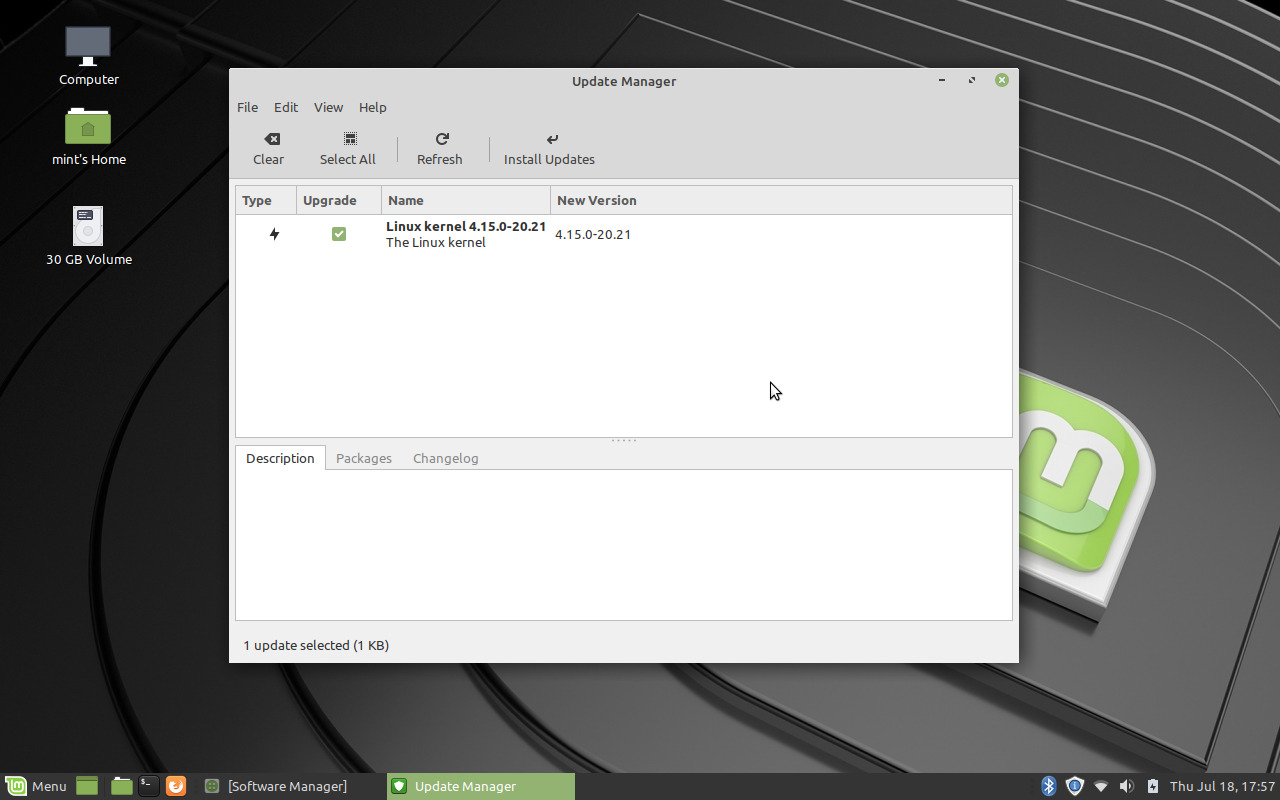 Computer
mint's Home
30 GB Volume
Update Manager
File Edit View Help
Clear Select All Refresh Install Updates
Type Upgrade Name New Version
Linux kernel 4.15.0-20.21
The Linux kernel
4.15.0-20.21
Description Packages Changelog
1 update selected (1 KB)
Menu [Software Manager] Update Manager Thu Jul 18, 17:57